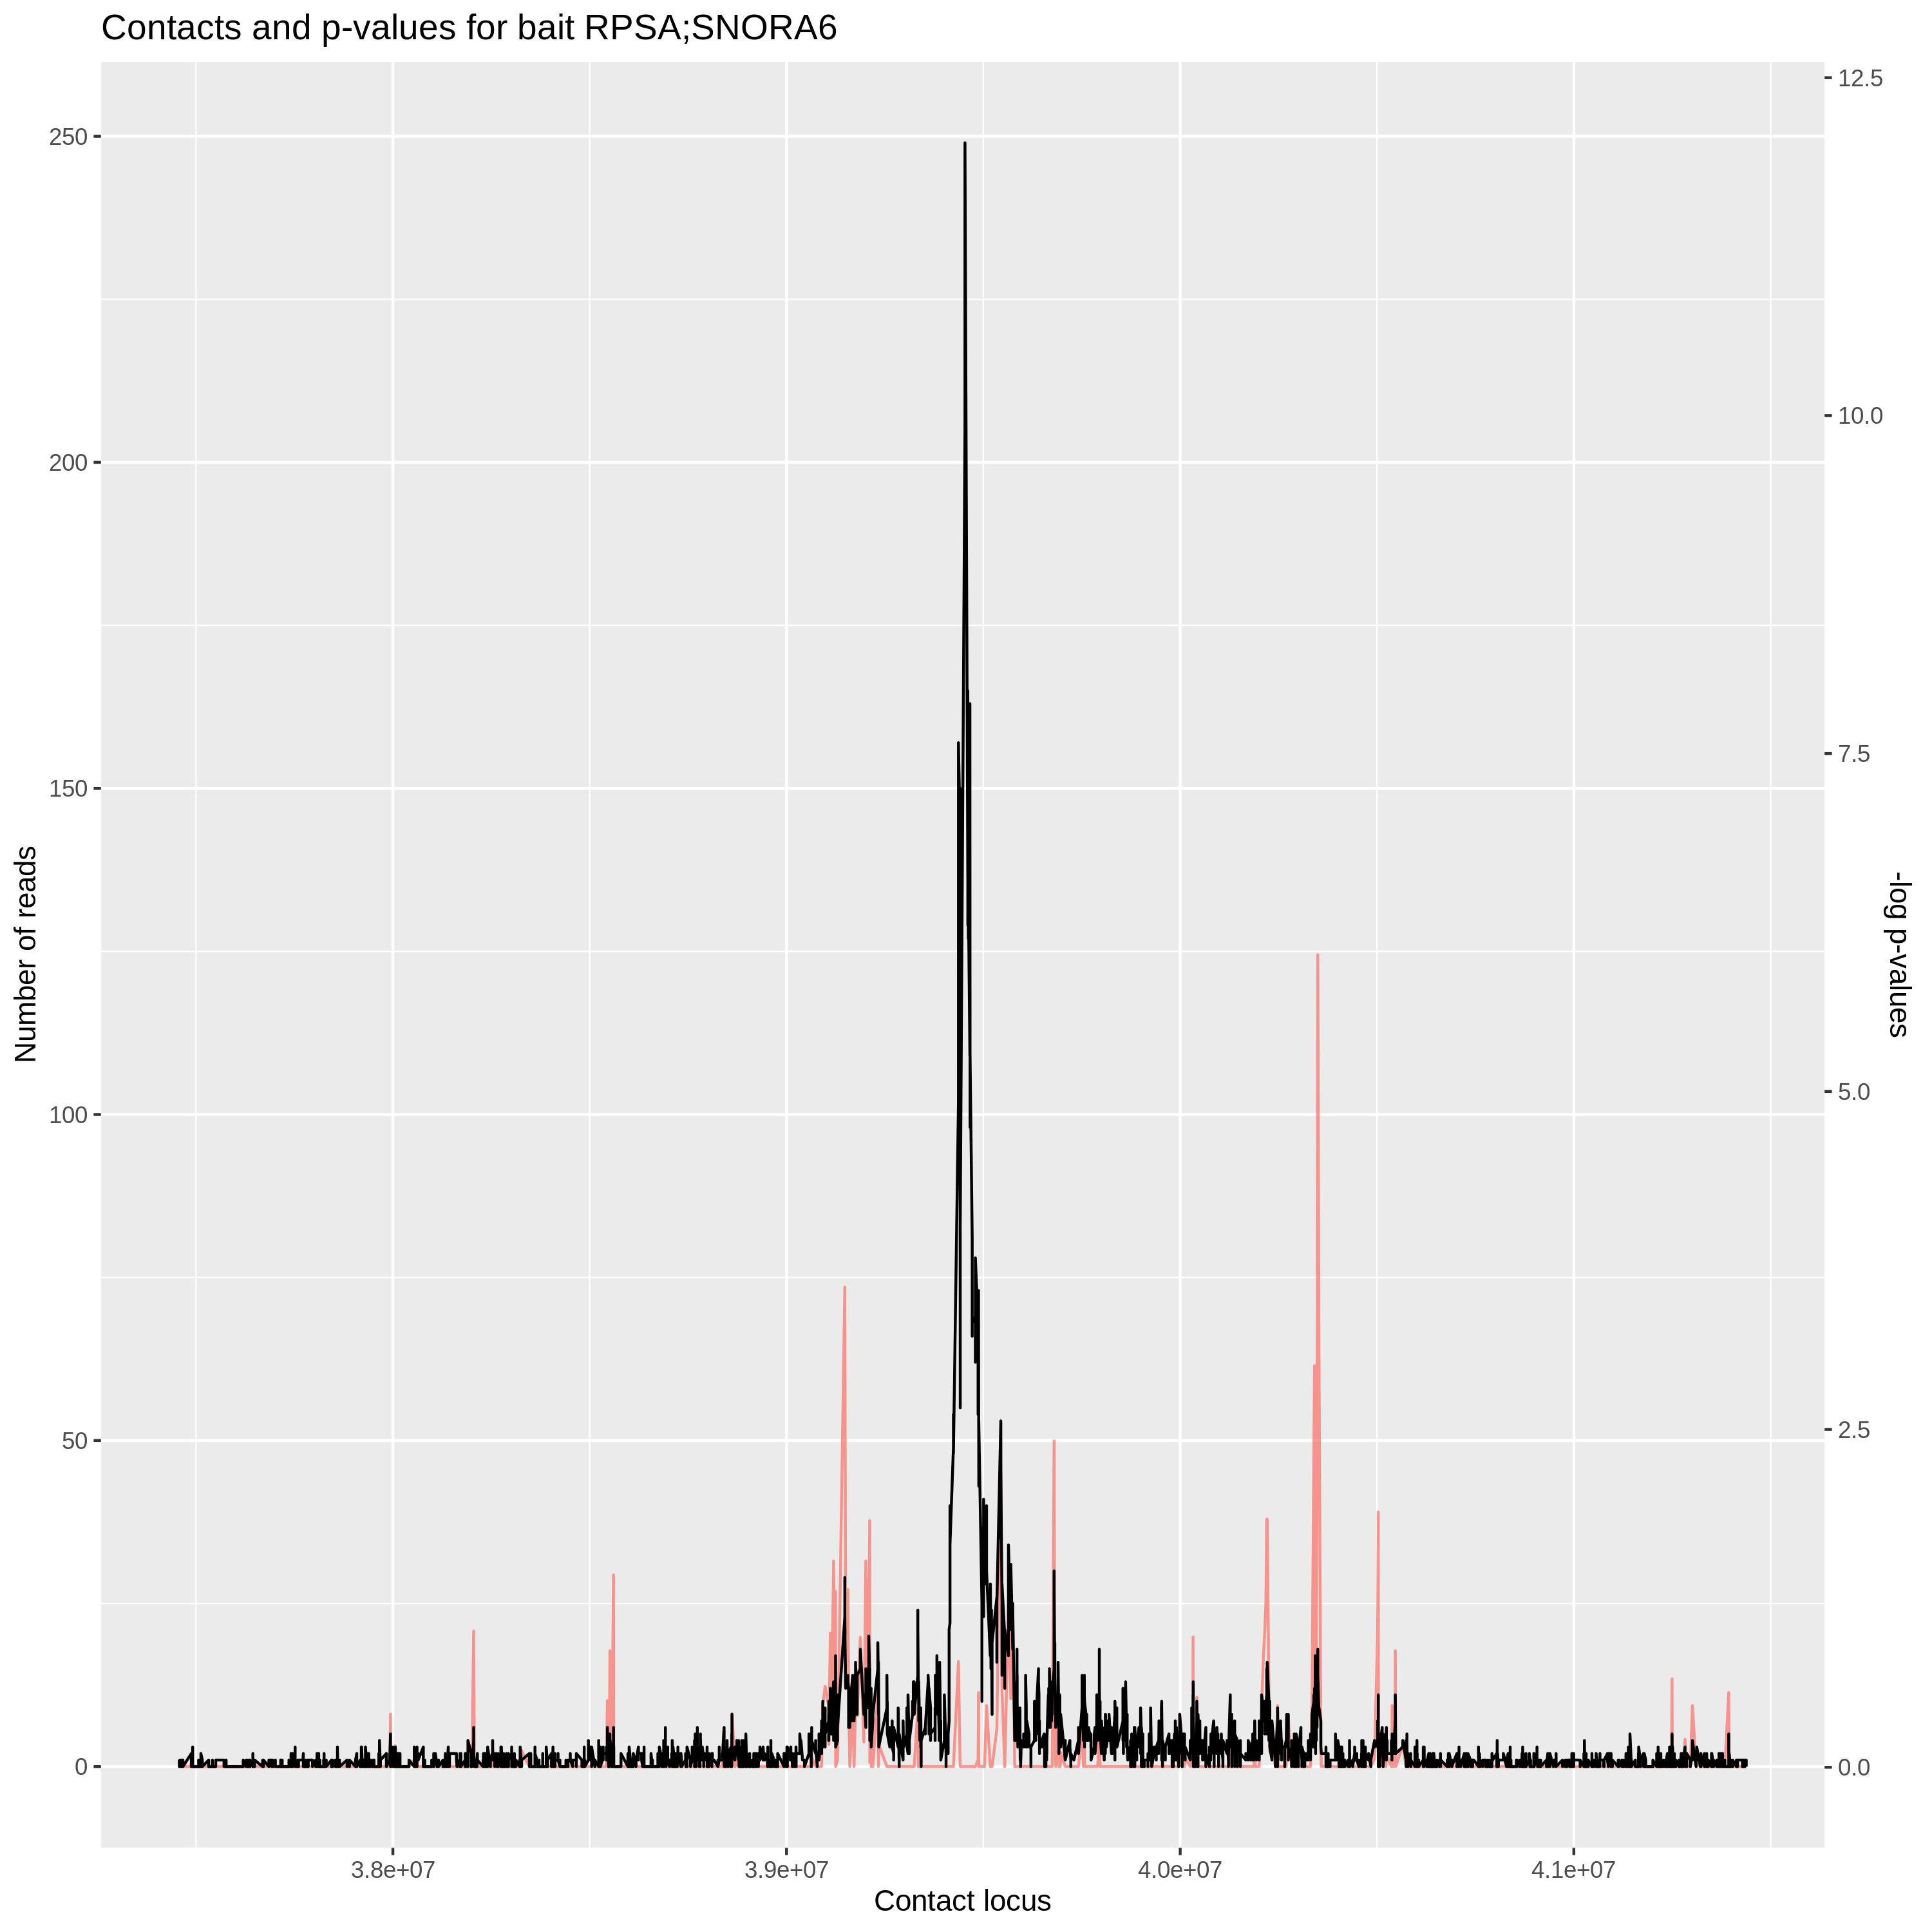 Contacts and p-values for bait RPSA;SNORA6
250
200
150
100
50
0
12.5
10.0
7.5
5.0
2.5
0.0
Number of reads
-log p-values
3.8e+07 3.9e+07 4.0e+07 4.1e+07
Contact locus